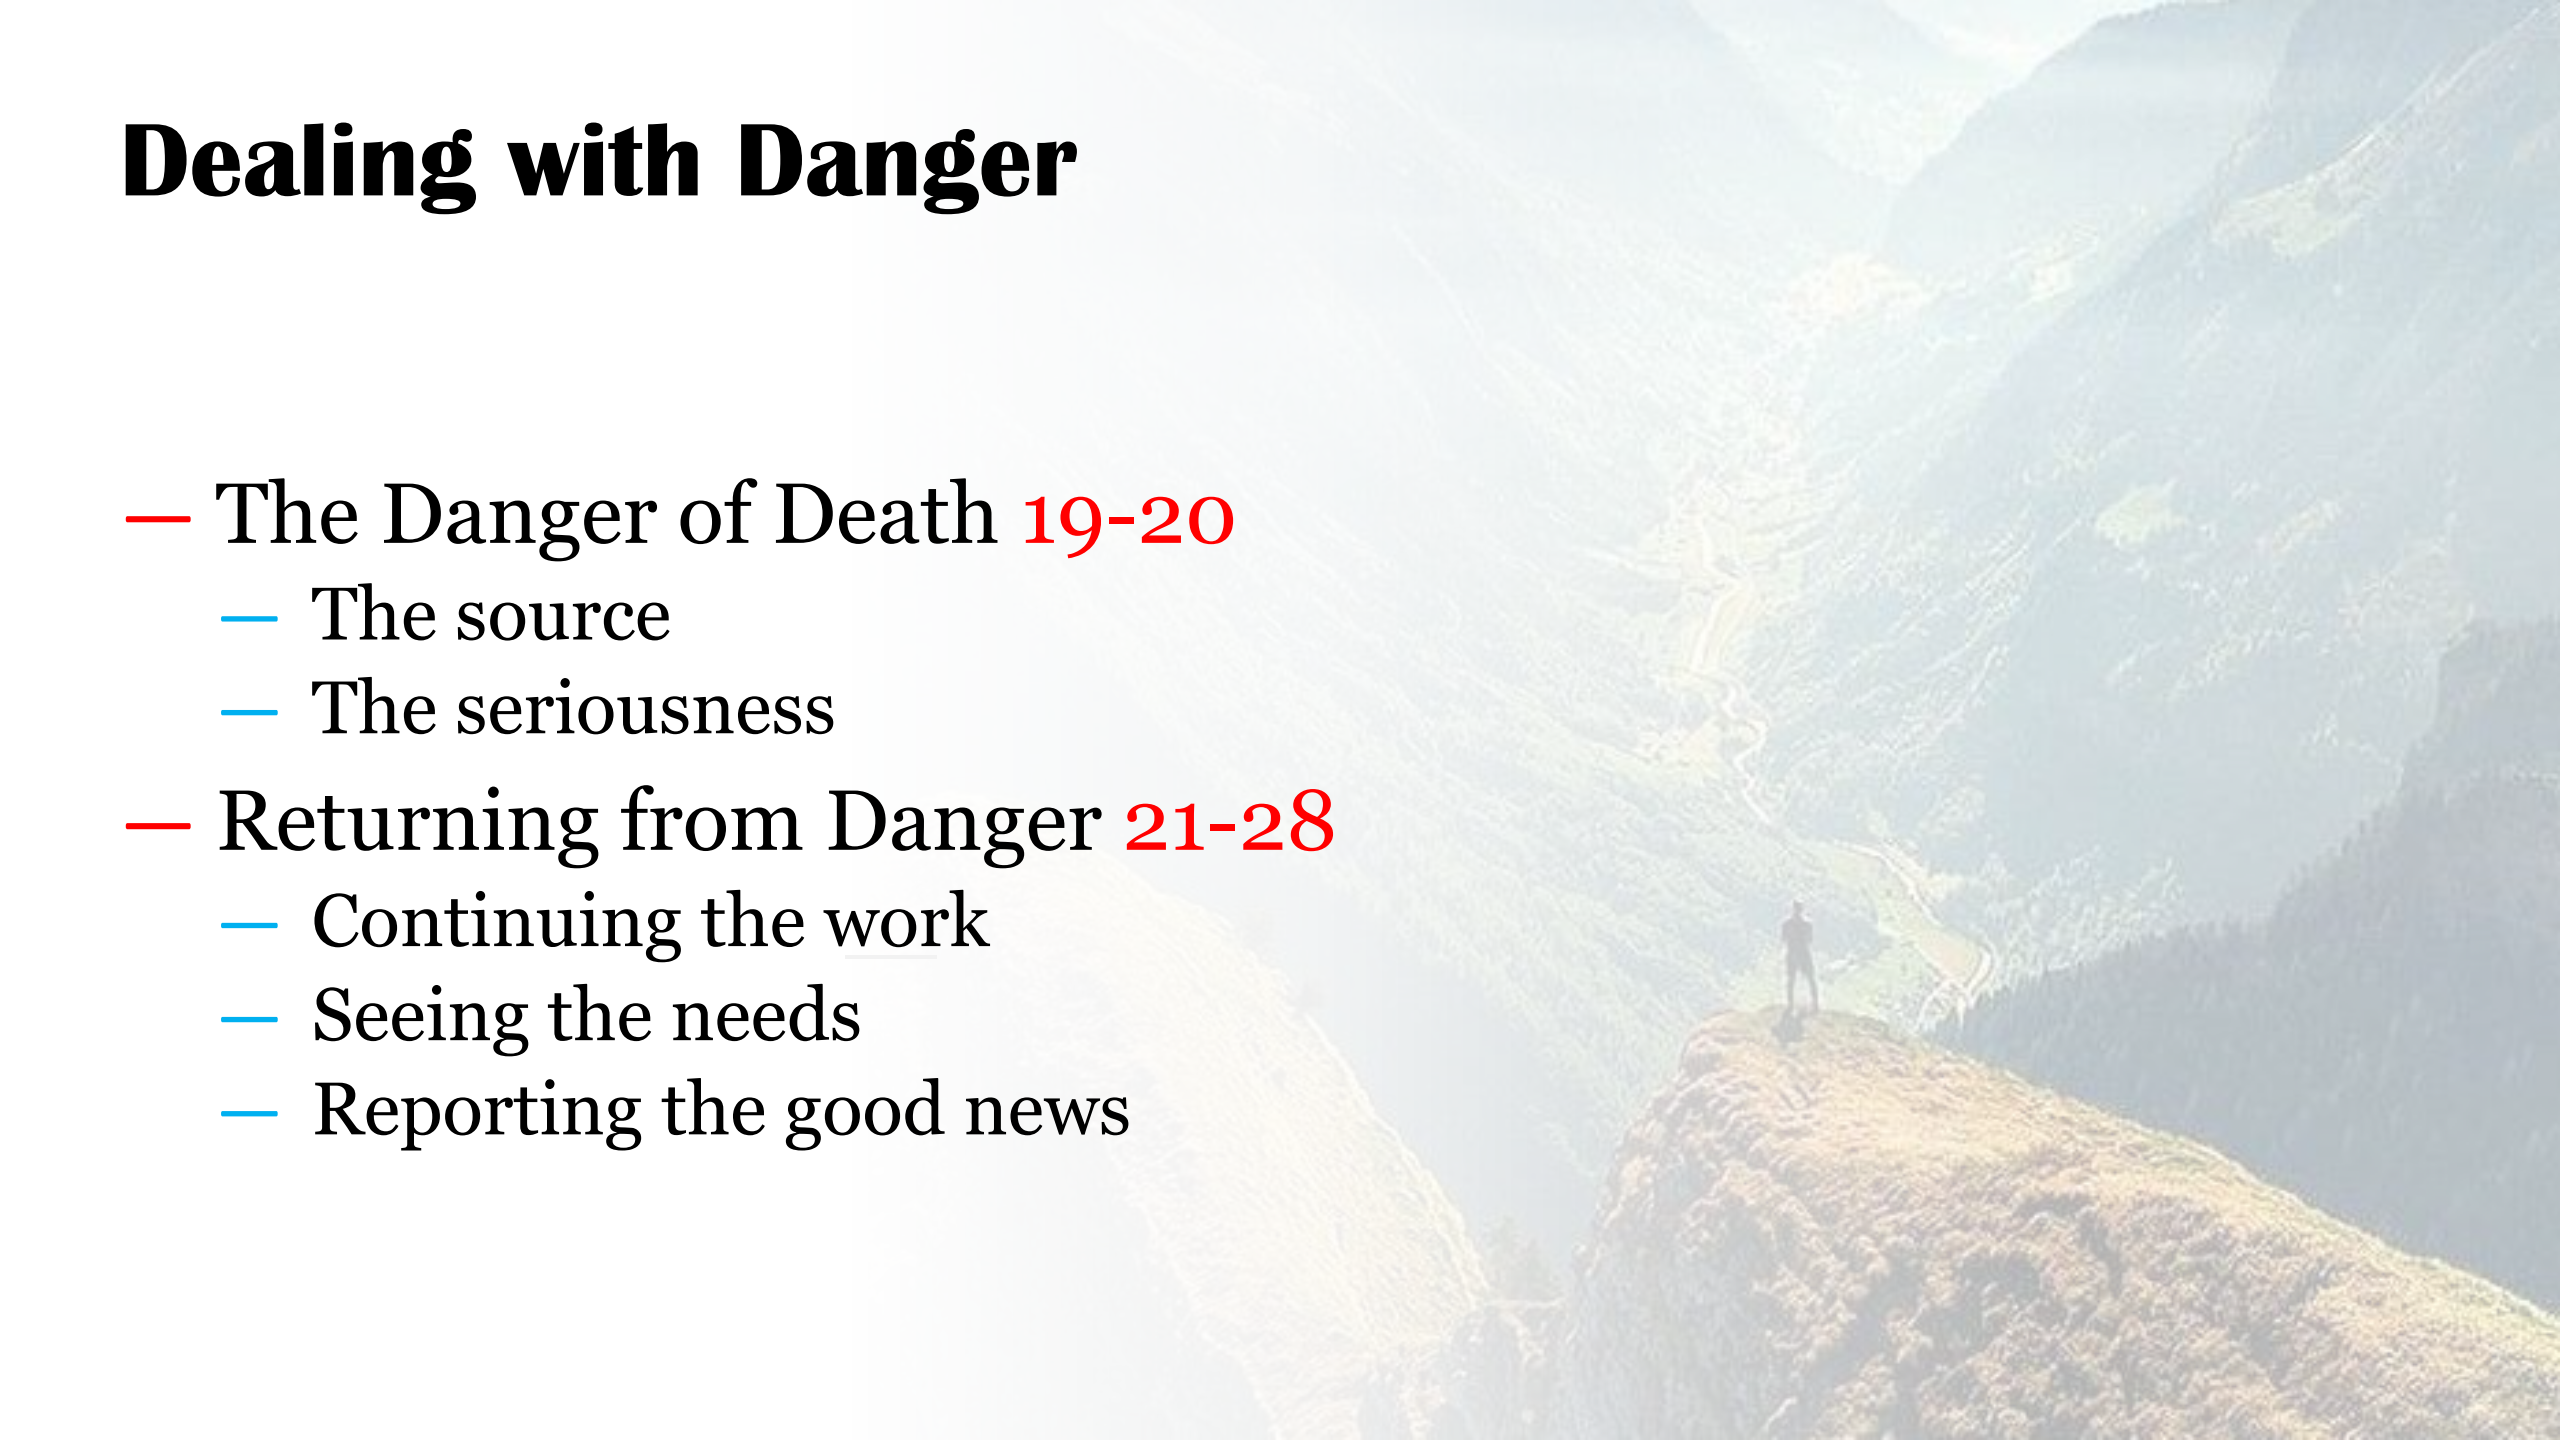 Dealing with Danger
— The Danger of Death 19-20
— The source
— The seriousness
— Returning from Danger 21-28
— Continuing the work
— Seeing the needs
— Reporting the good news